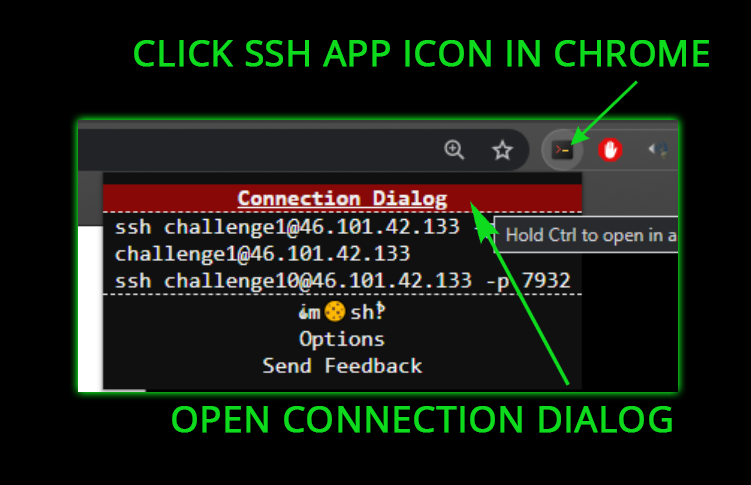 CLICK SSH APP ICON IN CHROME
Connection Dialog
ssh challenge1@46.101.42.133
Hold Ctrl to open in a
challenge1@46.101.42.133
ssh challenge10@46.101.42.133 -p 7932
sh
Options
Send Feedback
OPEN CONNECTION DIALOG